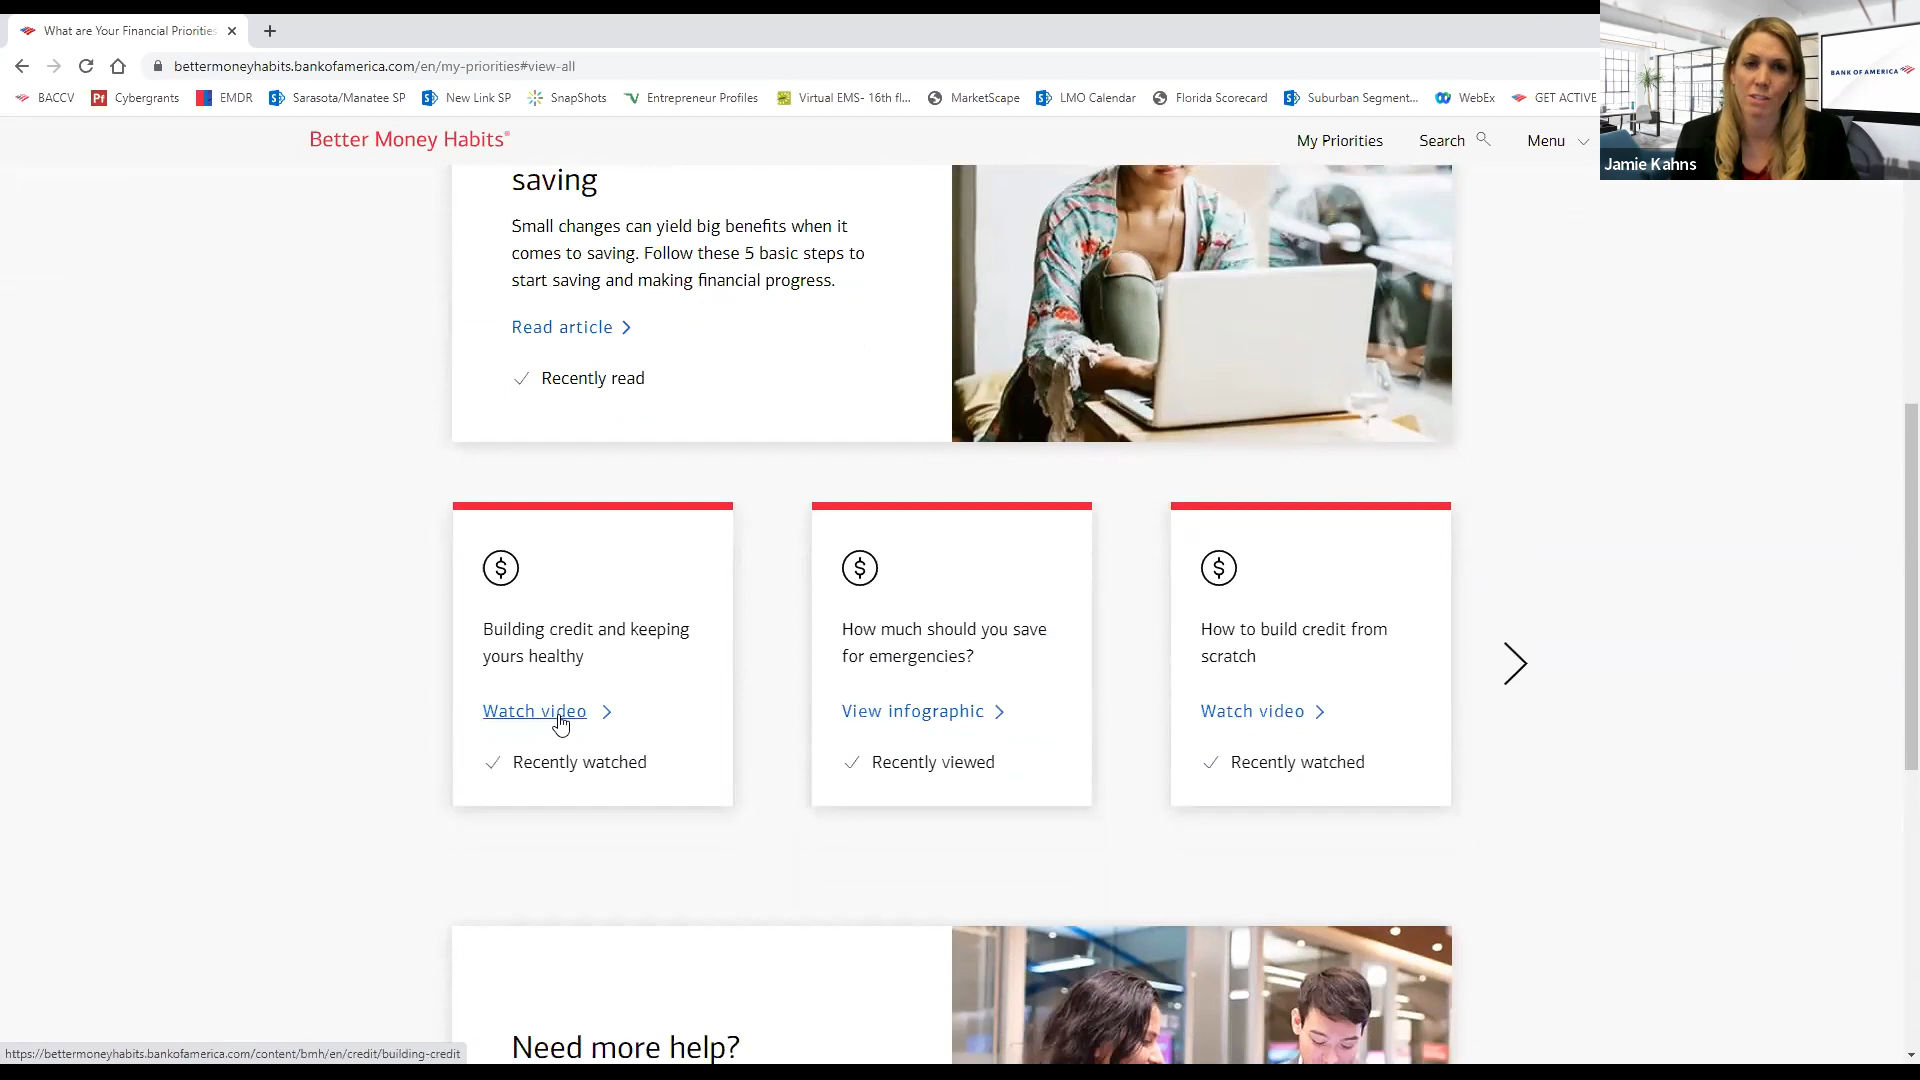 What are Your Financial Priorities
bettermoneyhabits.bankofamerica.com/en/my-priorities#view-all
BACCV Cybergrants EMDR Sarasota/Manatee SP New Link SP SnapShots Entrepreneur Profiles Virtual EMS- 16th fl... MarketScape LMO Calendar Florida Scorecard Suburban Segment... WebEx GET ACTIVE
BANK OF AMERICA
Jamie Kahns
Better Money Habits® My Priorities Search Menu
saving
Small changes can yield big benefits when it
comes to saving. Follow these 5 basic steps to
start saving and making financial progress.
Read article
Recently read
Building credit and keeping
yours healthy
Watch video
Recently watched
How much should you save
for emergencies?
View infographic
Recently viewed
How to build credit from
scratch
Watch video
Recently watched
Need more help?
https://bettermoneyhabits.bankofamerica.com/content/bmh/en/credit/building-credit